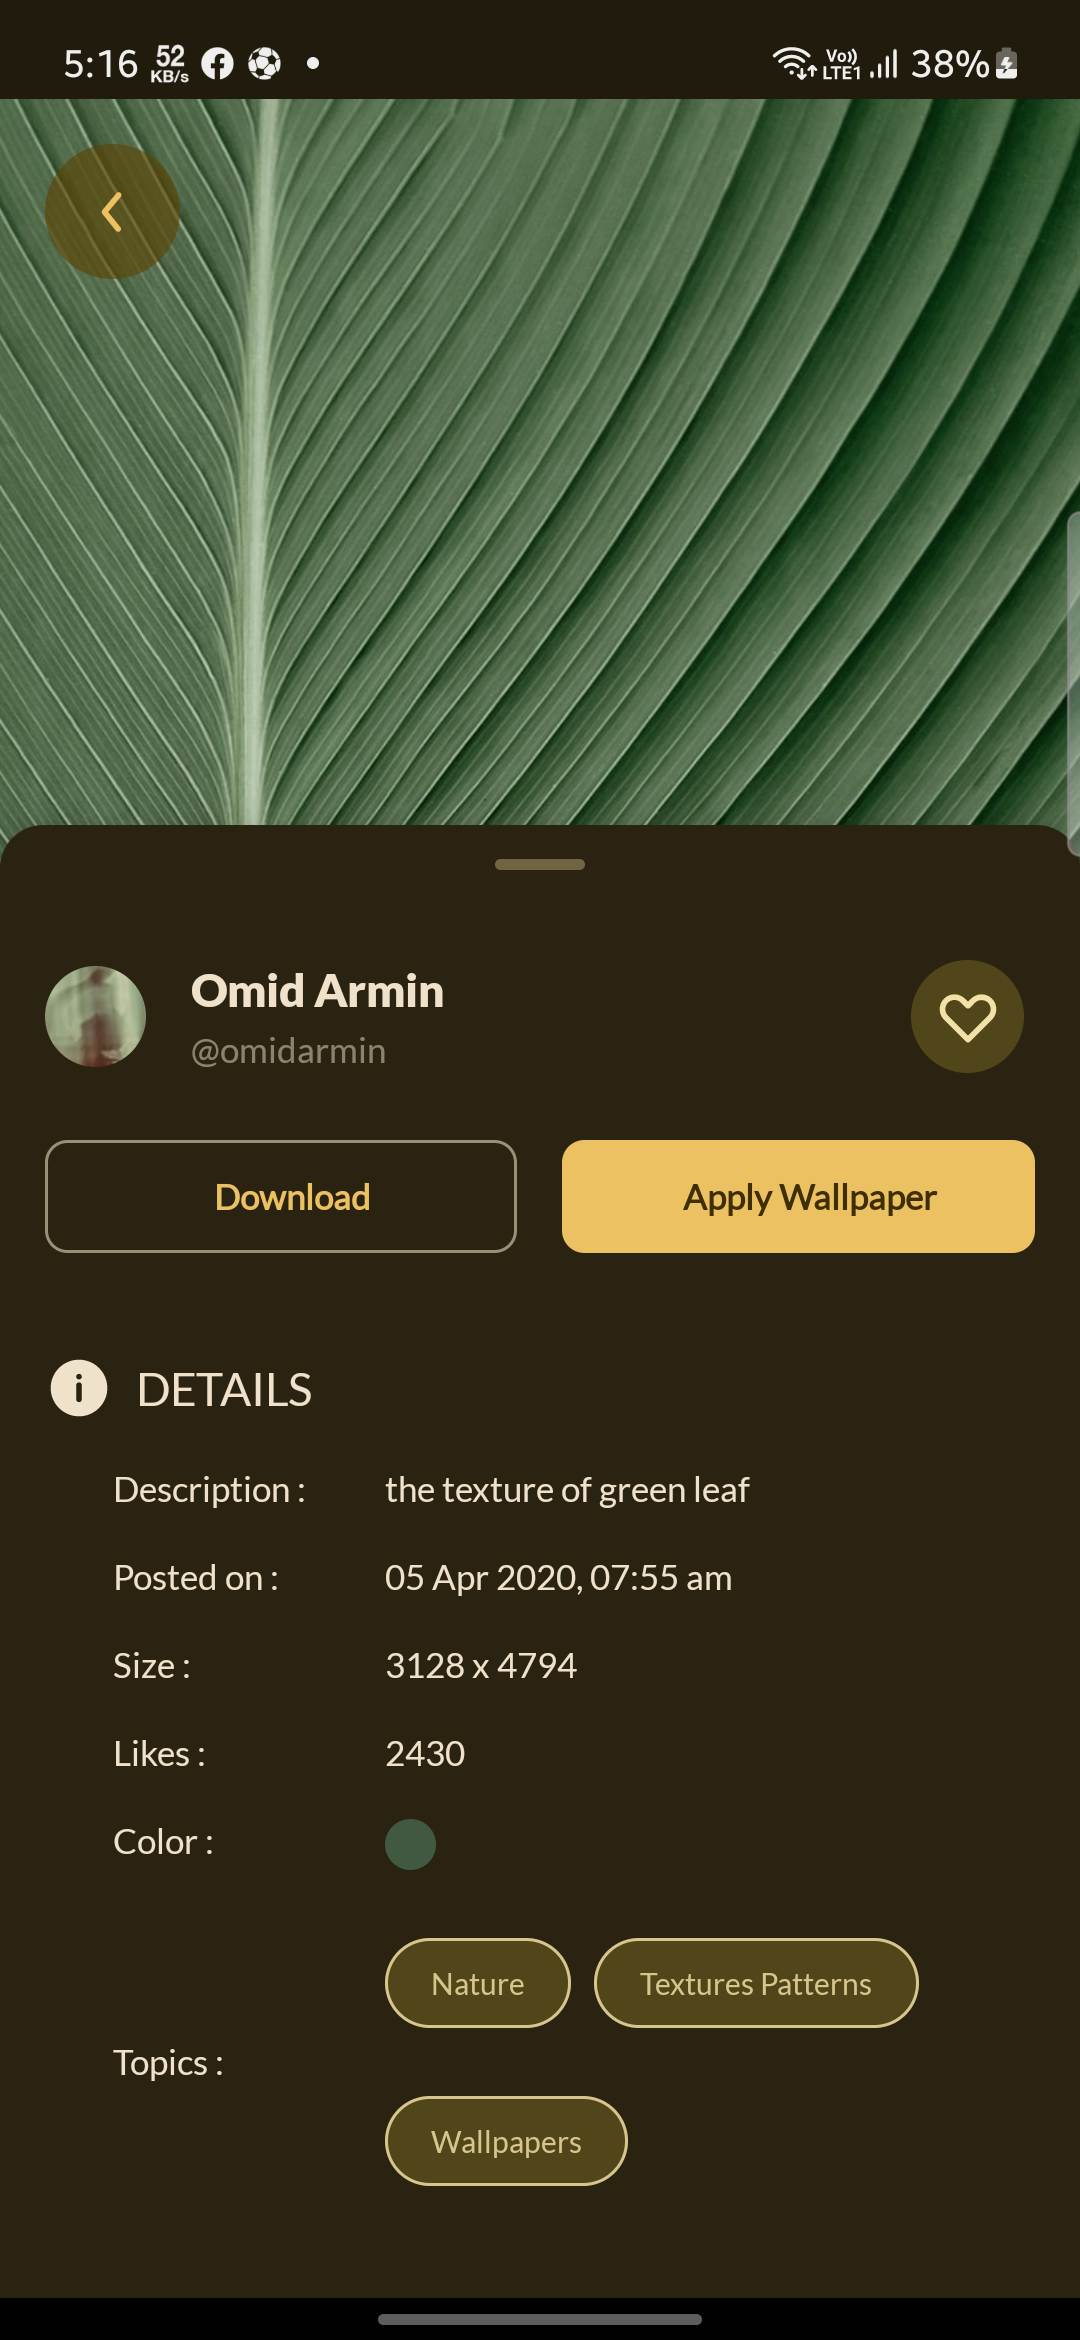 5:16 52 KB/s Vo)) LTE1 38%
Omid Armin
@omidarmin
Download Apply Wallpaper
DETAILS
Description : the texture of green leaf
Posted on : 05 Apr 2020, 07:55 am
Size : 3128 x 4794
Likes : 2430
Color :
Nature Textures Patterns
Topics :
Wallpapers